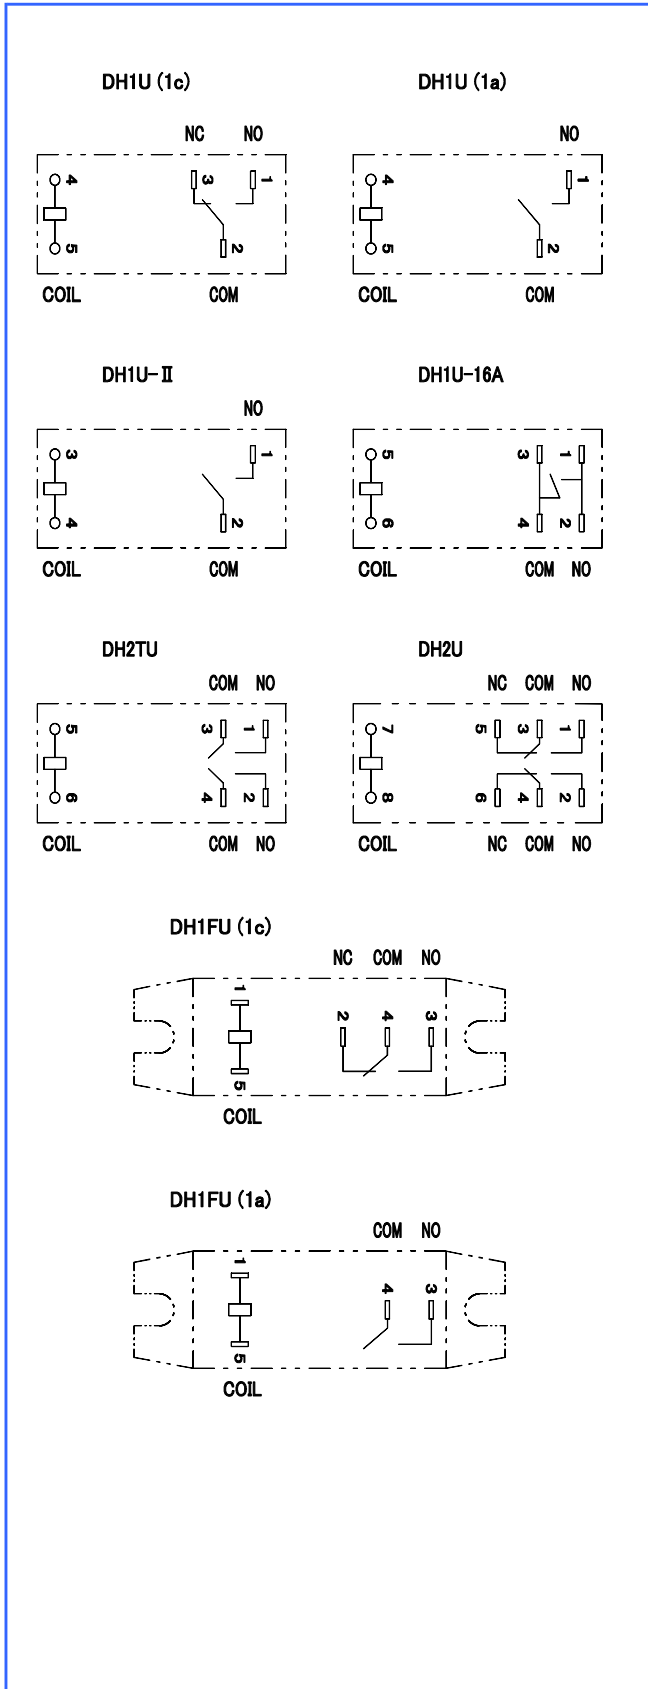 DH1U (1c) DH1U (1a)
NC NO NO
4 3 1 4 1
5 2 5 2
COIL COM COIL COM
DH1U-Ⅱ DH1U-16A
NO
3 1 5 3 1
4 2 6 4 2
COIL COM COIL COM NO
DH2TU DH2U
COM NO NC COM NO
5 3 1 7 5 3 1
6 4 2 8 6 4 2
COIL COM NO COIL NC COM NO
DH1FU (1c)
NC COM NO
1
2 4 3
5
COIL
DH1FU (1a)
COM NO
1
4 3
5
COIL